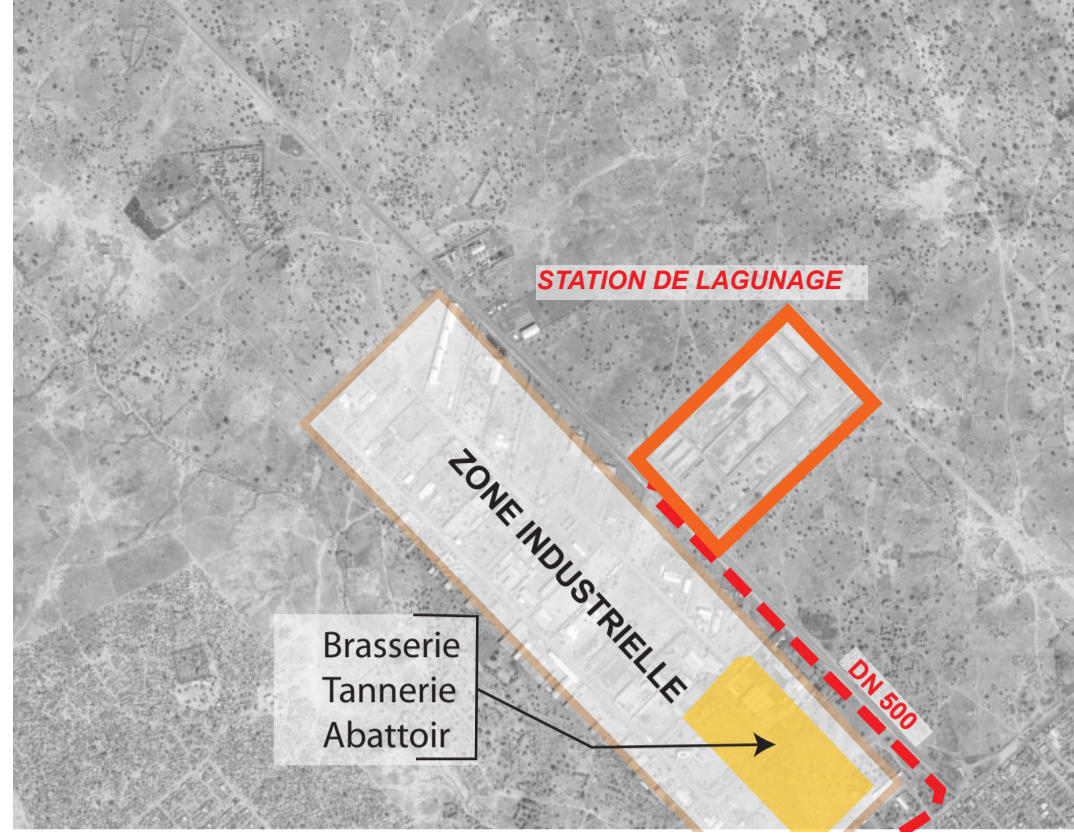 STATION DE LAGUNAGE
ZONE INDUSTRIELLE
Brasserie
Tannerie
Abattoir
DN 500